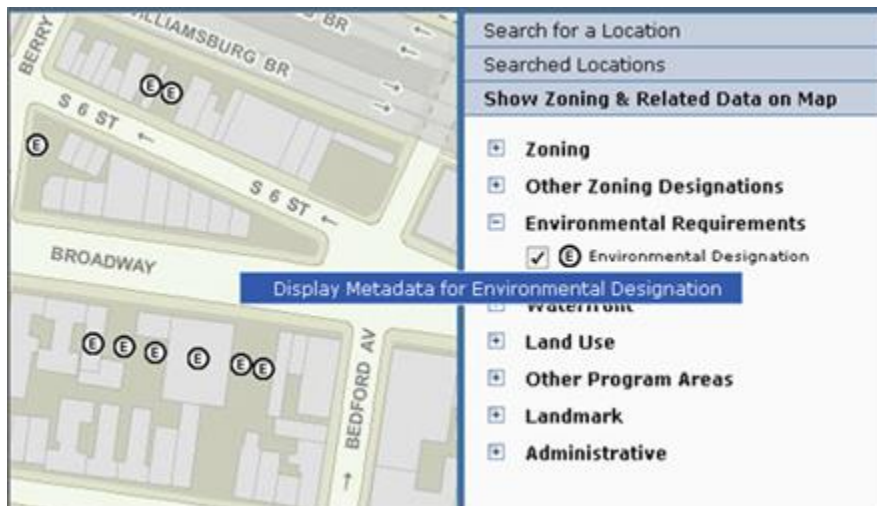 WILLIAMSBURG BR
BR
BERRY
E E
S 6 ST ←
E
S 6 ST ←
BROADWAY
E E E E E E
BEDFORD AV
Search for a Location
Searched Locations
Show Zoning & Related Data on Map
Zoning
Other Zoning Designations
Environmental Requirements
E Environmental Designation
Display Metadata for Environmental Designation
Waterfront
Land Use
Other Program Areas
Landmark
Administrative